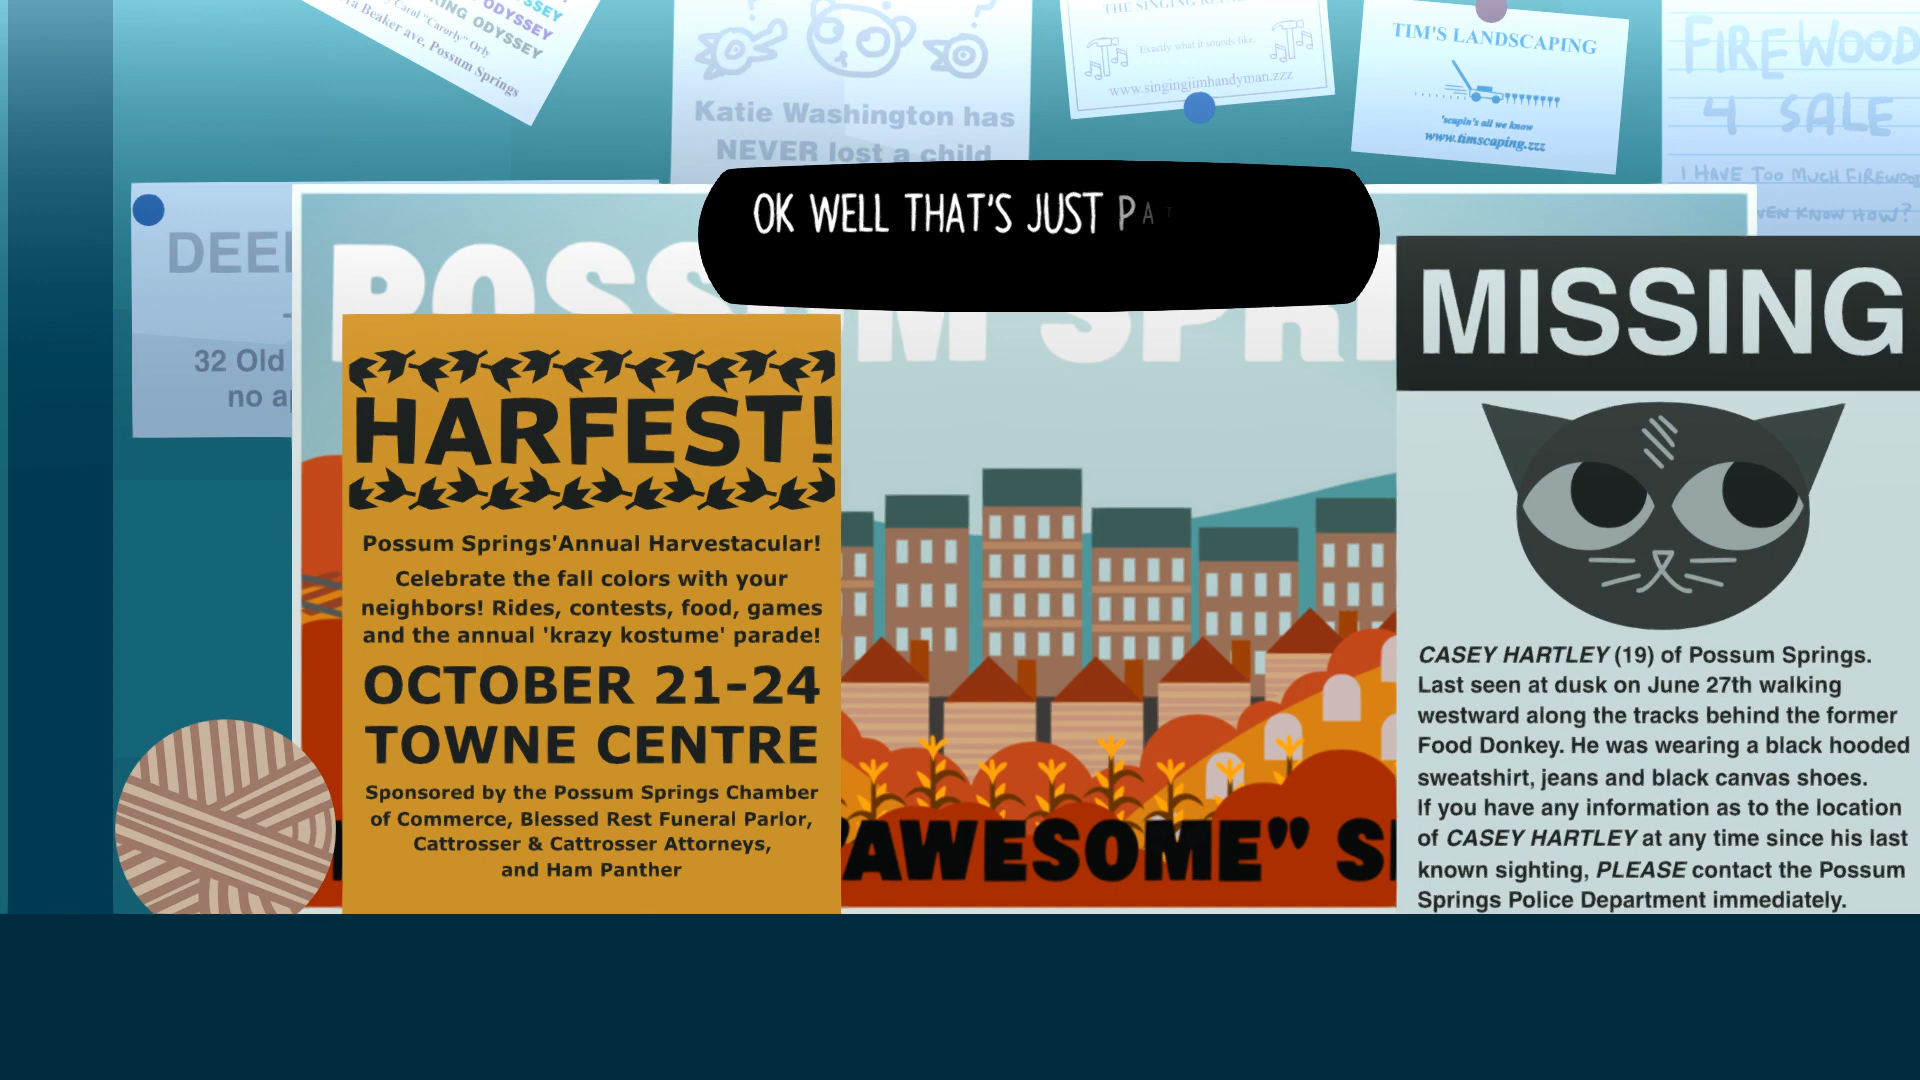 SSEY
KING ODYSSEY
ODYSSEY
Carol "Carorly" Orly
ra Beaker ave, Possum Springs
Katie Washington has
NEVER lost a child
THE SINGING
Exactly what it sounds like.
www.singingjimhandyman.zzz
TIM'S LANDSCAPING
'scapin's all we know
www.timscaping.zzz
FIREWOOD
4 SALE
I HAVE TOO MUCH FIREWOOD
VEN KNOW HOW?
DEE
32 Old
no a
OK WELL THAT'S JUST PAT
POSSUM SPRI
HARFEST!
Possum Springs'Annual Harvestacular!
Celebrate the fall colors with your
neighbors! Rides, contests, food, games
and the annual 'krazy kostume' parade!
OCTOBER 21-24
TOWNE CENTRE
Sponsored by the Possum Springs Chamber
of Commerce, Blessed Rest Funeral Parlor,
Cattrosser & Cattrosser Attorneys,
and Ham Panther
"AWESOME" S
MISSING
CASEY HARTLEY (19) of Possum Springs.
Last seen at dusk on June 27th walking
westward along the tracks behind the former
Food Donkey. He was wearing a black hooded
sweatshirt, jeans and black canvas shoes.
If you have any information as to the location
of CASEY HARTLEY at any time since his last
known sighting, PLEASE contact the Possum
Springs Police Department immediately.